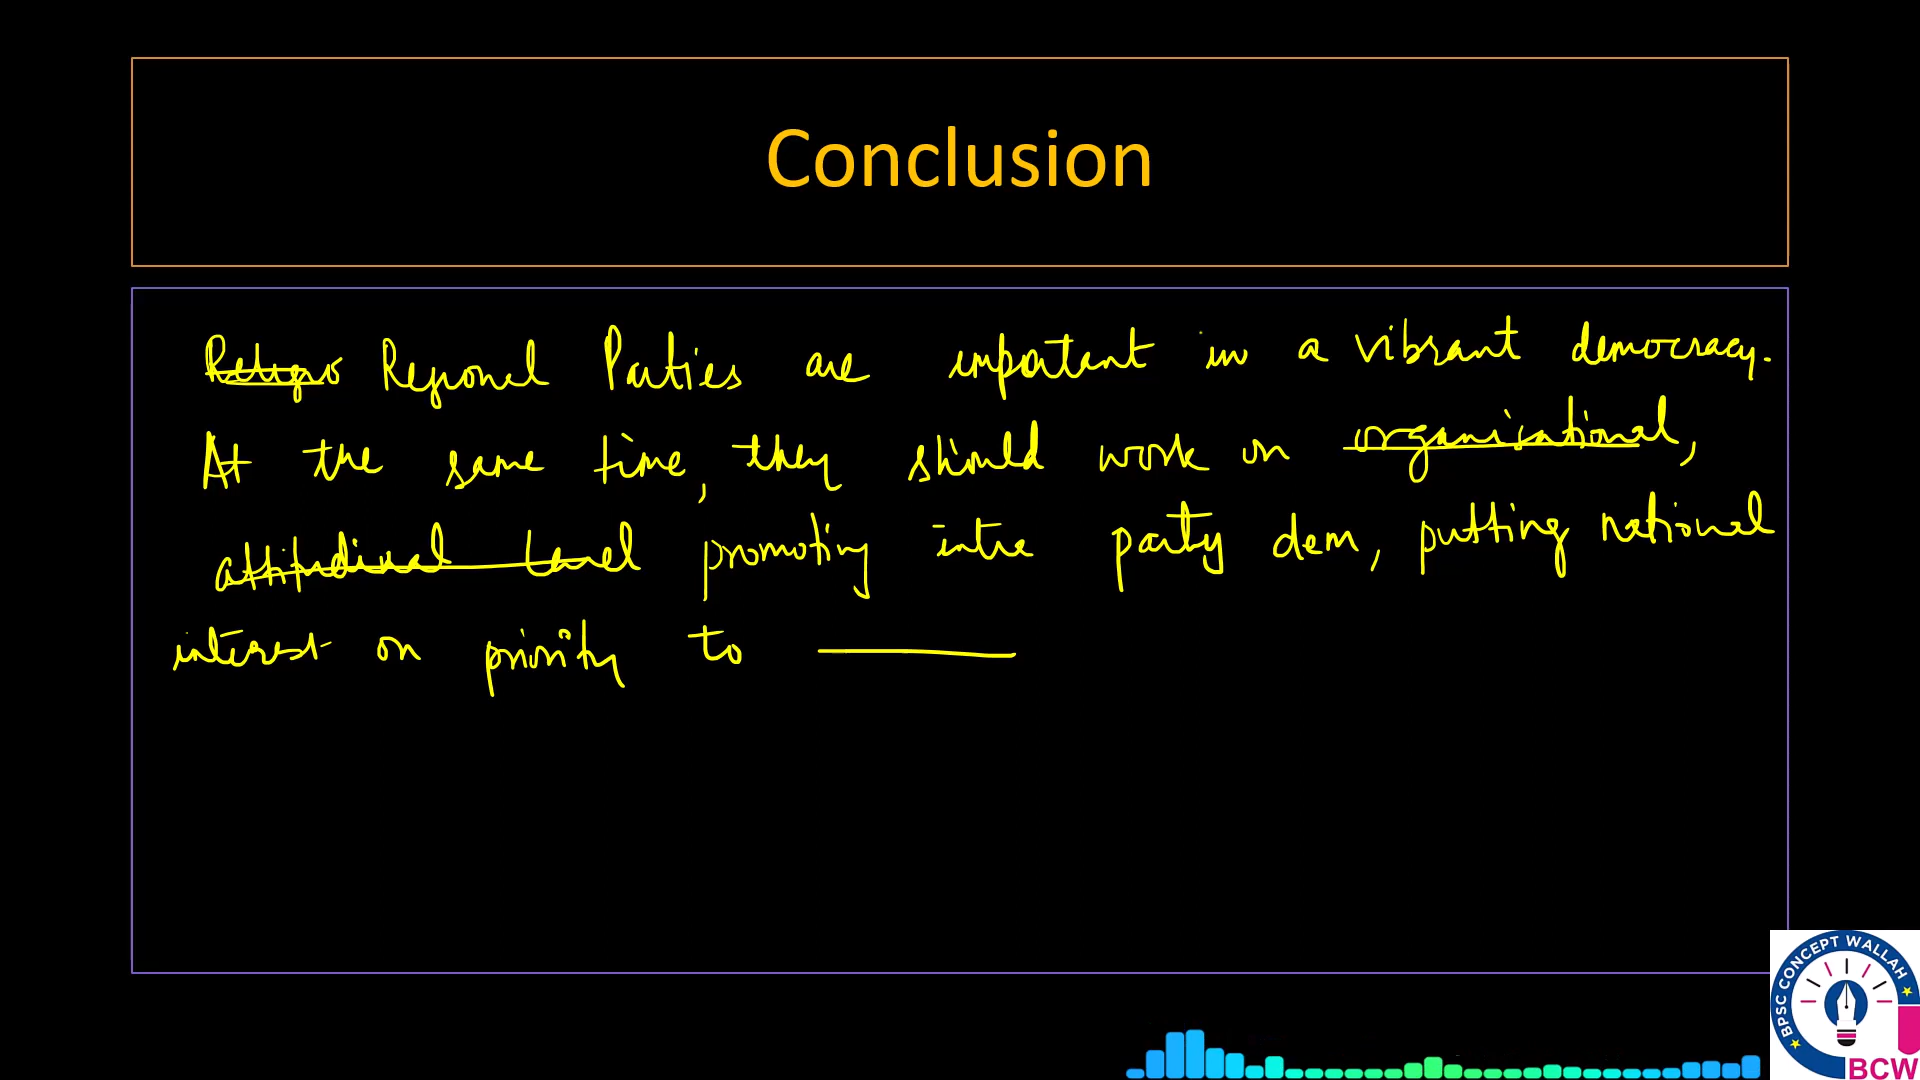 Conclusion
Religio Regional Parties are important in a vibrant democracy.
At the same time, they should work on organisational,
attitudinal Level promoting intra party dem, putting national
interest on priority to
BPSC CONCEPT WALLAH
BCW